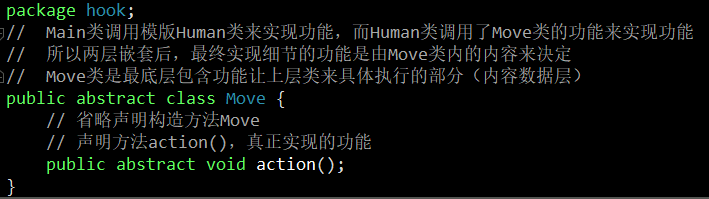 package hook;
// Main类调用模版Human类来实现功能，而Human类调用了Move类的功能来实现功能
// 所以两层嵌套后，最终实现细节的功能是由Move类内的内容来决定
// Move类是最底层包含功能让上层类来具体执行的部分（内容数据层）
public abstract class Move {
// 省略声明构造方法Move
// 声明方法action()，真正实现的功能
public abstract void action();
}